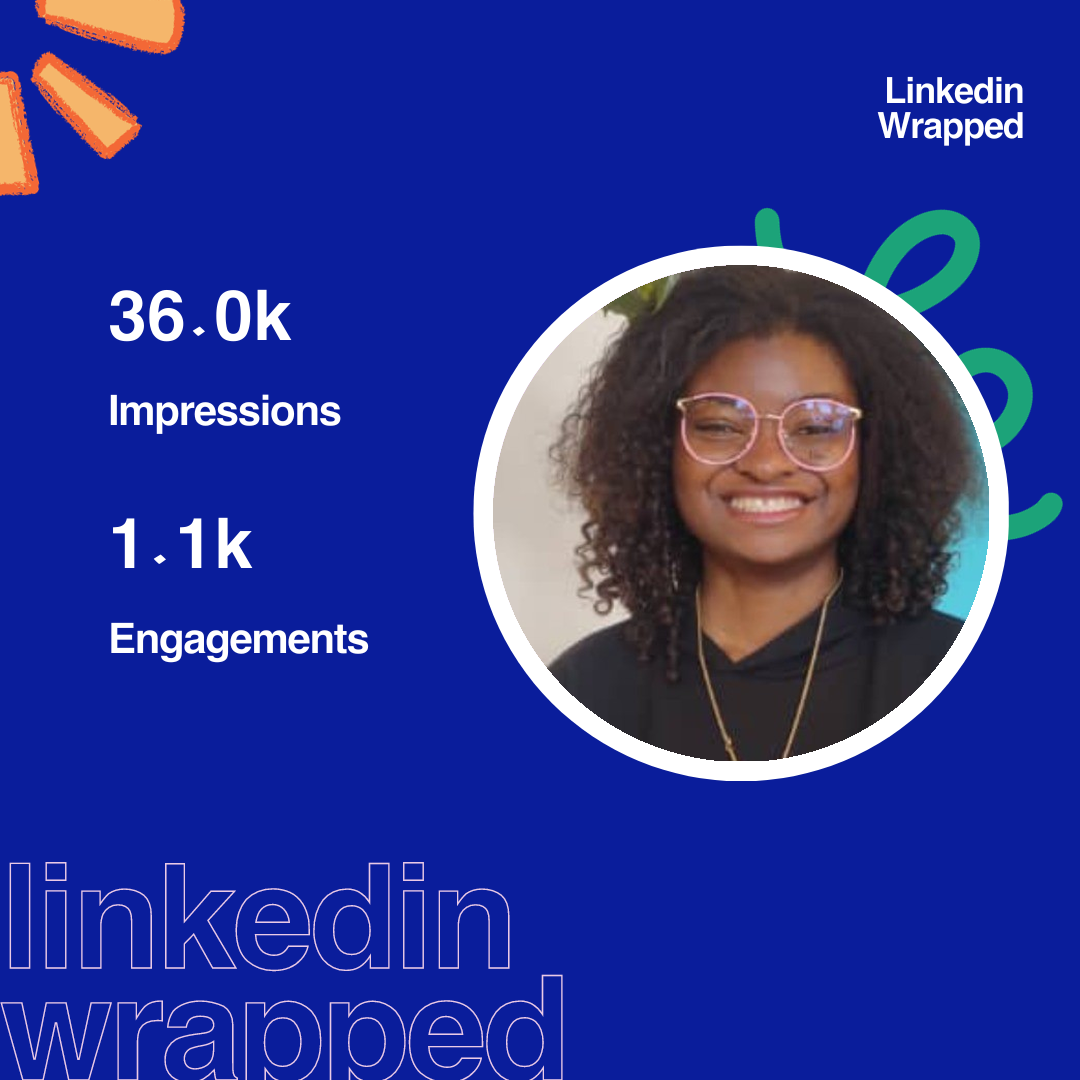 Linkedin
Wrapped
36.0k
Impressions
1.1k
Engagements
linkedin
wrapped